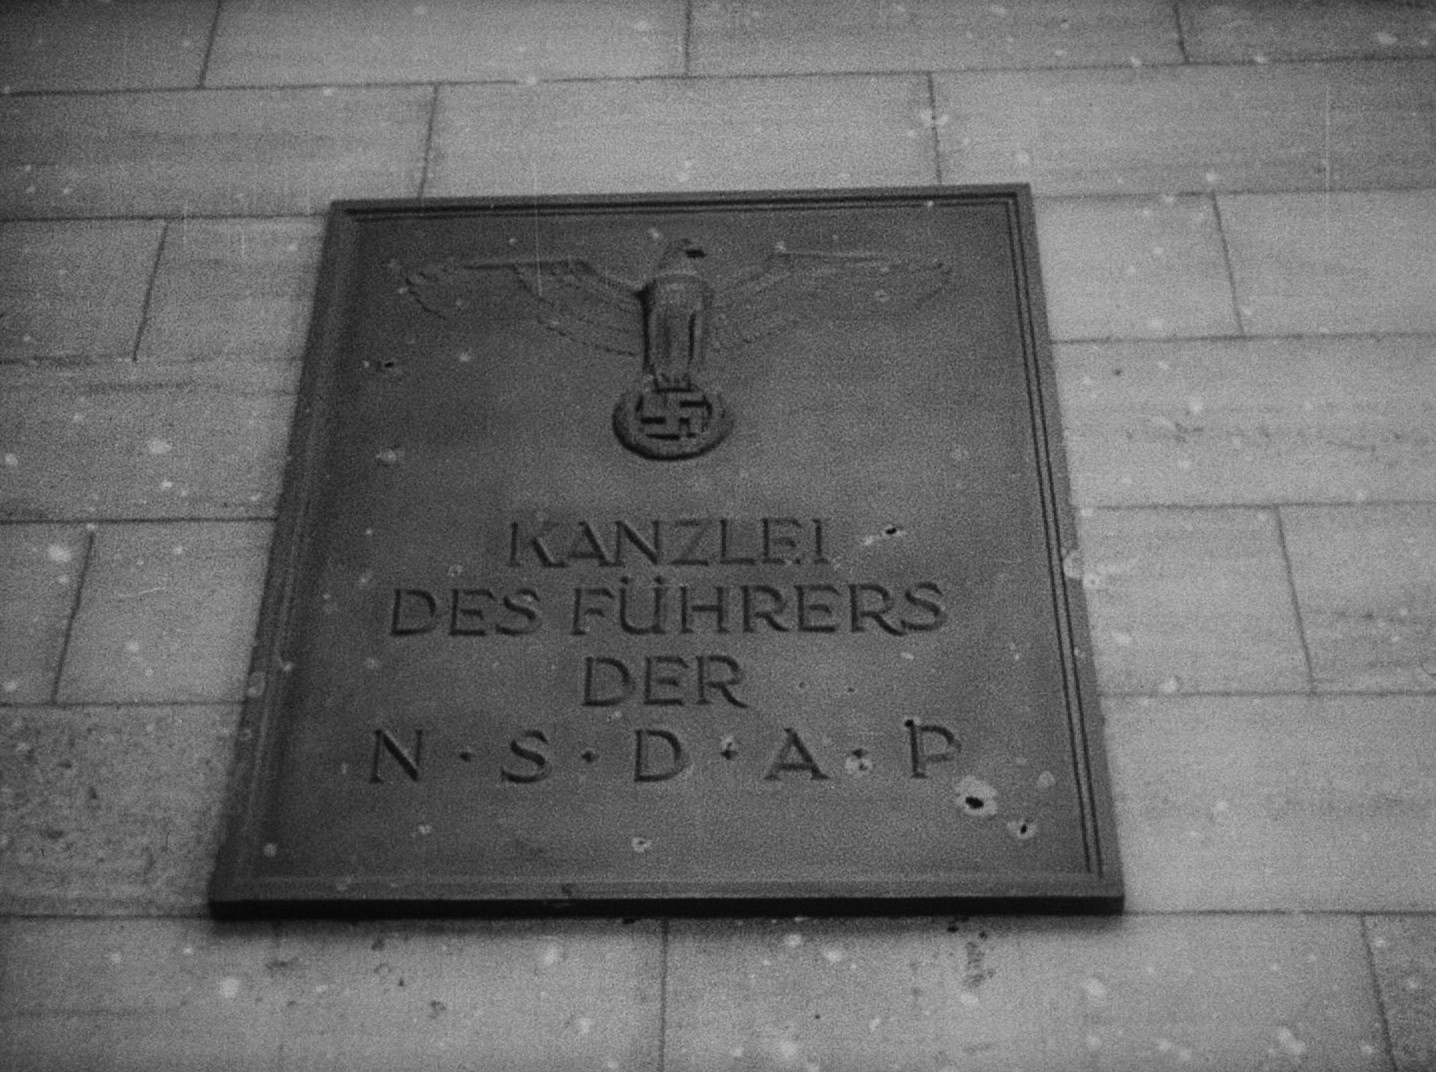 KANZLEI
DES FÜHRERS
DER
N·S·D·A·P